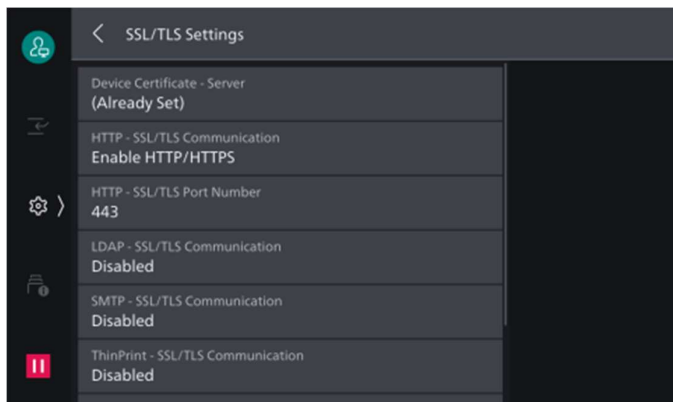 SSL/TLS Settings
Device Certificate - Server
(Already Set)
HTTP - SSL/TLS Communication
Enable HTTP/HTTPS
HTTP - SSL/TLS Port Number
443
LDAP - SSL/TLS Communication
Disabled
SMTP - SSL/TLS Communication
Disabled
ThinPrint - SSL/TLS Communication
Disabled